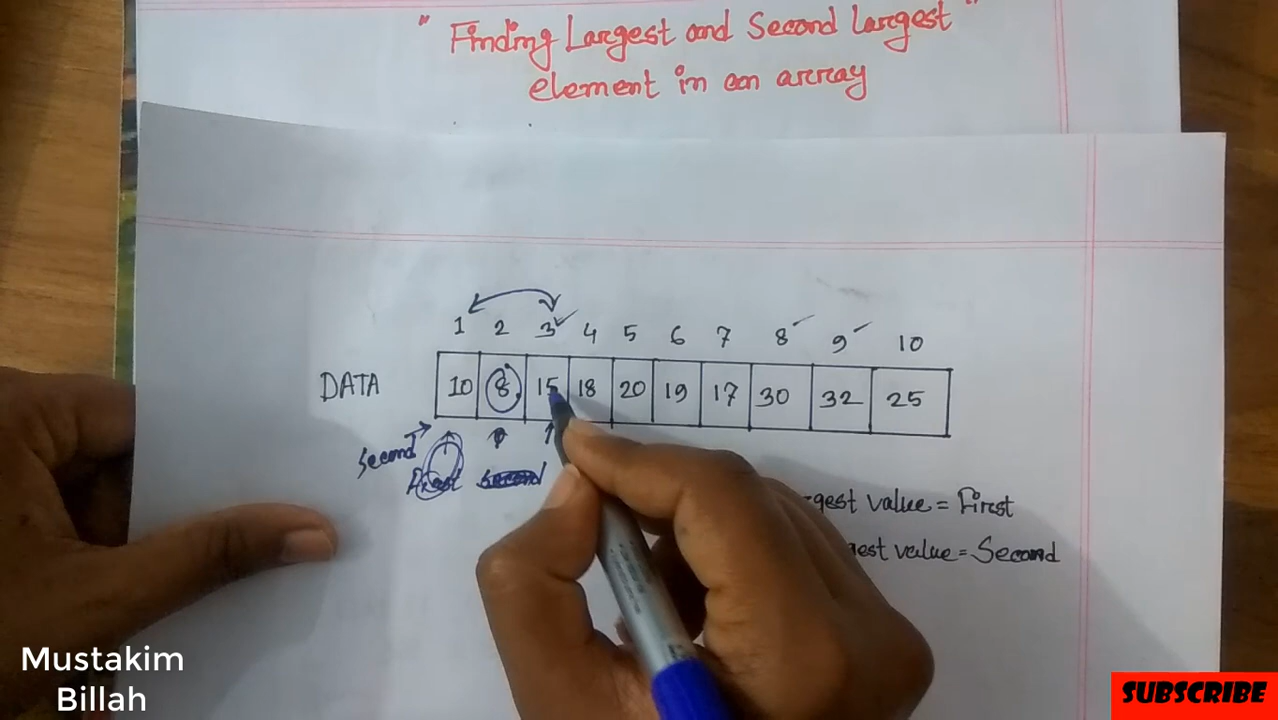 " Finding Largest and Second largest "
element in an array
1 2 3 4 5 6 7 8 9 10
DATA 10 8 15 18 20 19 17 30 32 25
Second
First second
value = First
value = Second
Mustakim
Billah
SUBSCRIBE